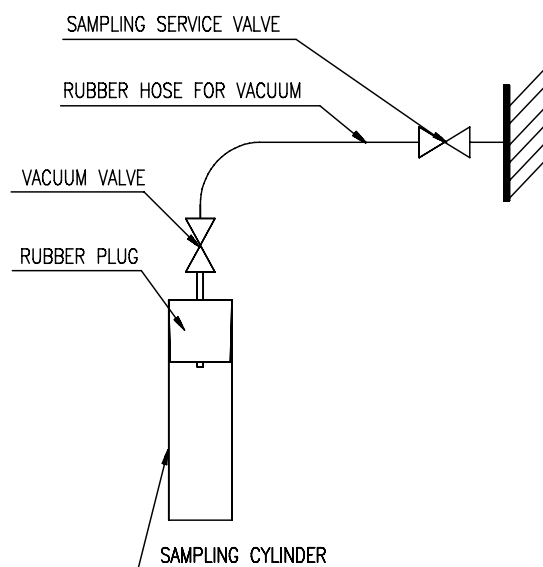 SAMPLING SERVICE VALVE
RUBBER HOSE FOR VACUUM
VACUUM VALVE
RUBBER PLUG
SAMPLING CYLINDER